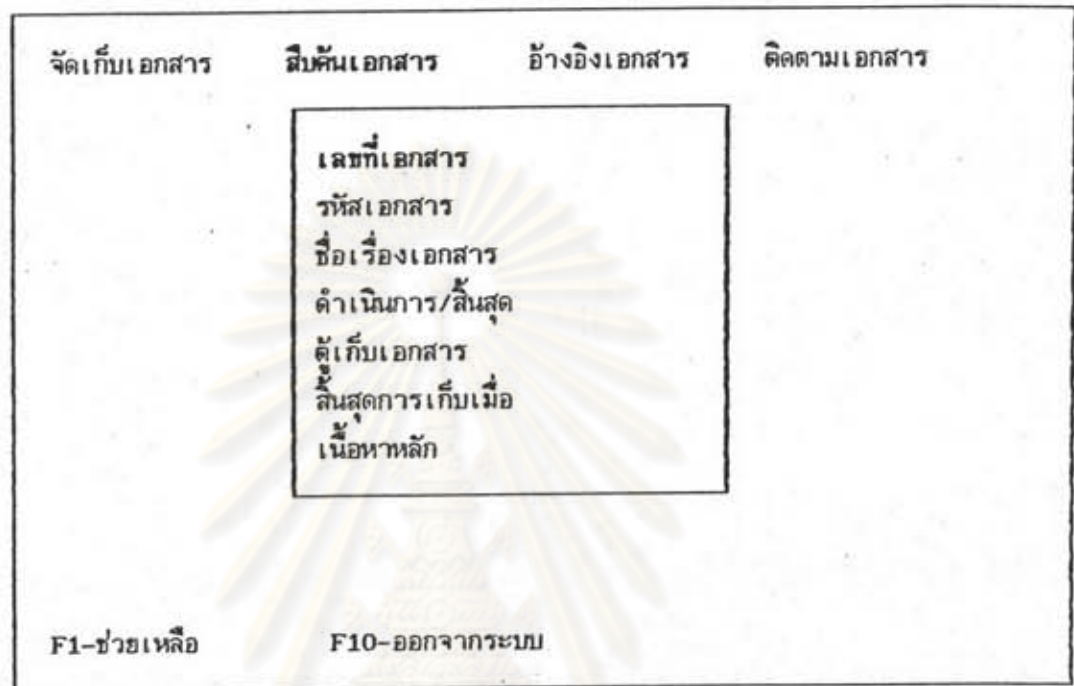 จัดเก็บเอกสาร สืบค้นเอกสาร อ้างอิงเอกสาร ติดตามเอกสาร
เลขที่เอกสาร
รหัสเอกสาร
ชื่อเรื่องเอกสาร
ดำเนินการ/สิ้นสุด
ตู้เก็บเอกสาร
สิ้นสุดการเก็บเมื่อ
เนื้อหาหลัก
F1-ช่วยเหลือ F10-ออกจากระบบ